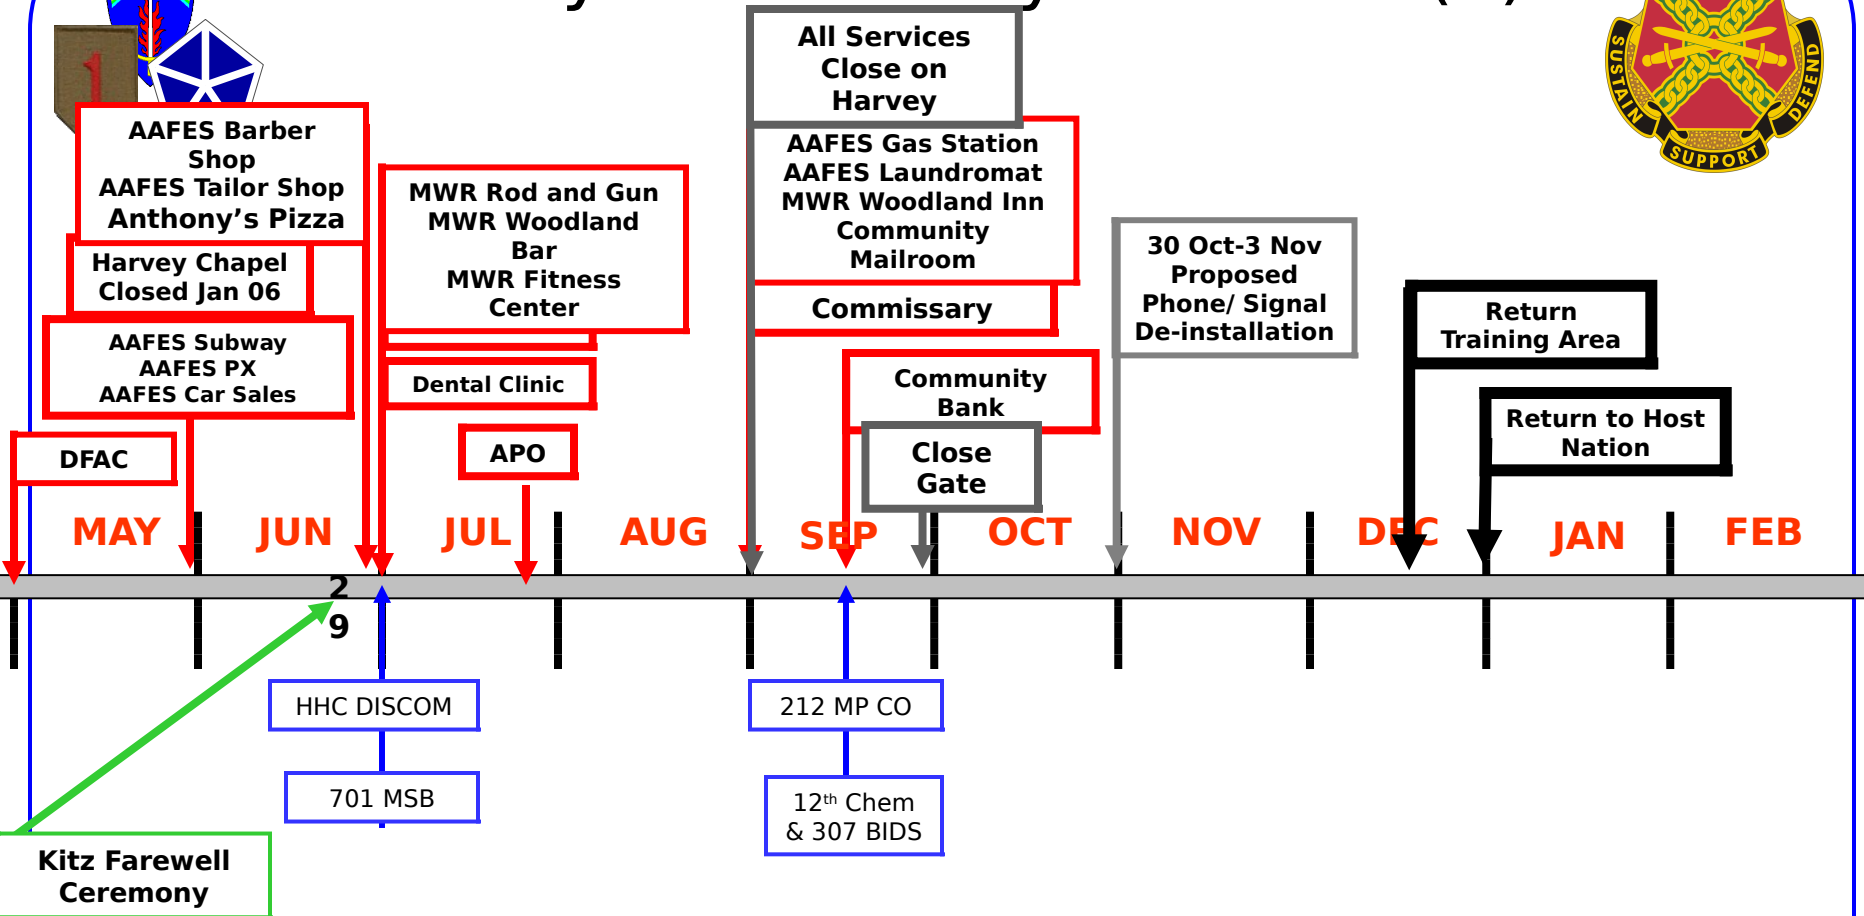 All Services
Close on
Harvey
SUSTAIN
SUPPORT
DEFEND
1
AAFES Barber
Shop
AAFES Tailor Shop
Anthony’s Pizza
AAFES Gas Station
AAFES Laundromat
MWR Woodland Inn
Community
Mailroom
MWR Rod and Gun
MWR Woodland
Bar
MWR Fitness
Center
Harvey Chapel
Closed Jan 06
30 Oct-3 Nov
Proposed
Phone/ Signal
De-installation
Commissary
Return
Training Area
AAFES Subway
AAFES PX
AAFES Car Sales
Dental Clinic
Community
Bank
Return to Host
Nation
DFAC
APO
Close
Gate
MAY JUN JUL AUG SEP OCT NOV DEC JAN FEB
2
9
HHC DISCOM
212 MP CO
701 MSB
12th Chem
& 307 BIDS
Kitz Farewell
Ceremony